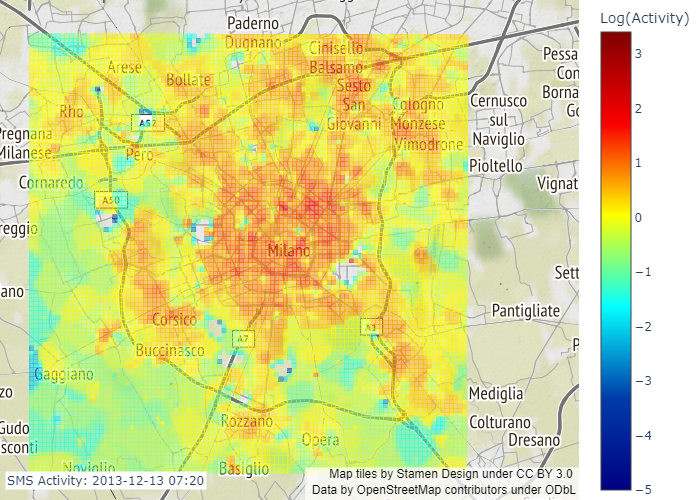 Paderno
Dugnano
Cinisello
Balsamo
Arese
Bollate
Sesto
San
Giovanni
Pessa
Con
Borna
Go
Rho
A52
Cologno
Monzese
Vimodrone
Cernusco
sul
Naviglio
Pregnana
Milanese
Pero
Pioltello
Cornaredo
Vignat
A50
reggio
Milano
Sett
ano
Pantigliate
Corsico
A7
Buccinasco
P
Gaggiano
Mediglia
zo
Rozzano
Colturano
Gudo
sconti
Opera
Dresano
Noviglio
Basiglio
SMS Activity: 2013-12-13 07:20
Map tiles by Stamen Design under CC BY 3.0
Data by OpenStreetMap contributors under ODbL
Log(Activity)
3
2
1
0
−1
−2
−3
−4
−5